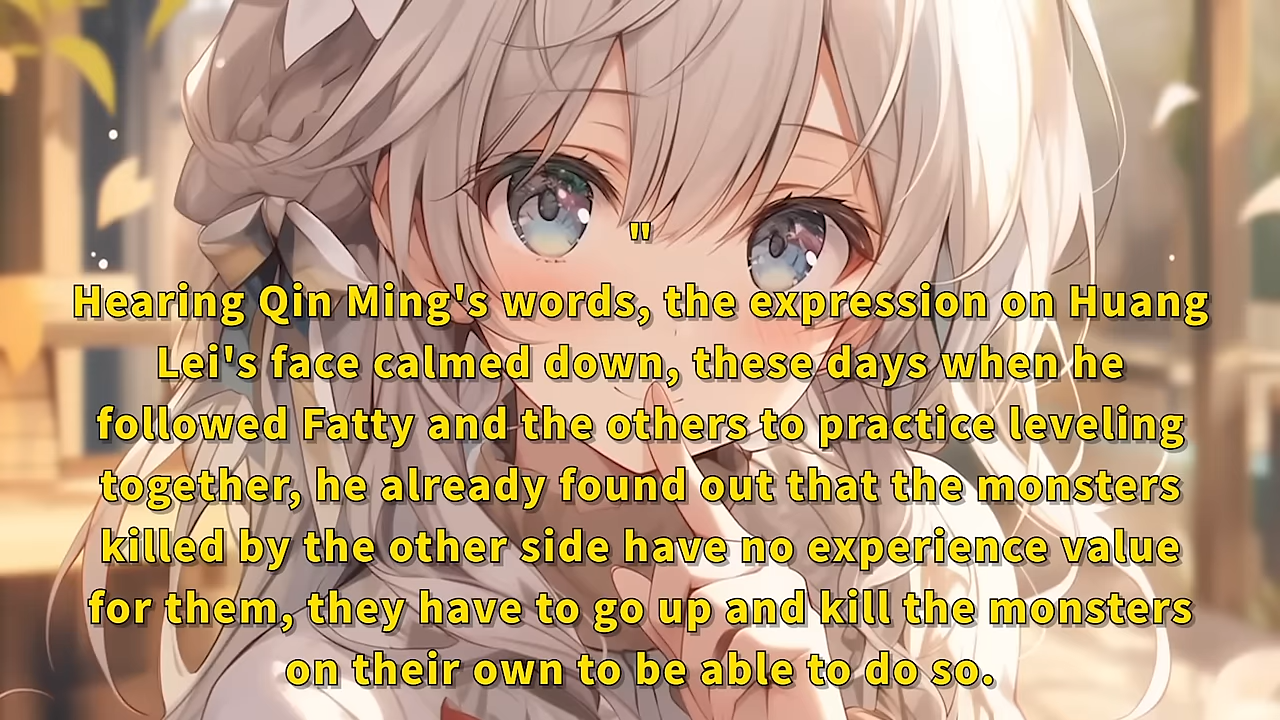 "
Hearing Qin Ming's words, the expression on Huang
Lei's face calmed down, these days when he
followed Fatty and the others to practice leveling
together, he already found out that the monsters
killed by the other side have no experience value
for them, they have to go up and kill the monsters
on their own to be able to do so.